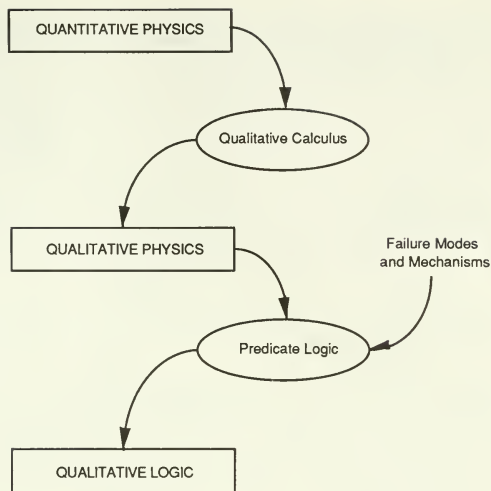 QUANTITATIVE PHYSICS
Qualitative Calculus
QUALITATIVE PHYSICS
Failure Modes
and Mechanisms
Predicate Logic
QUALITATIVE LOGIC